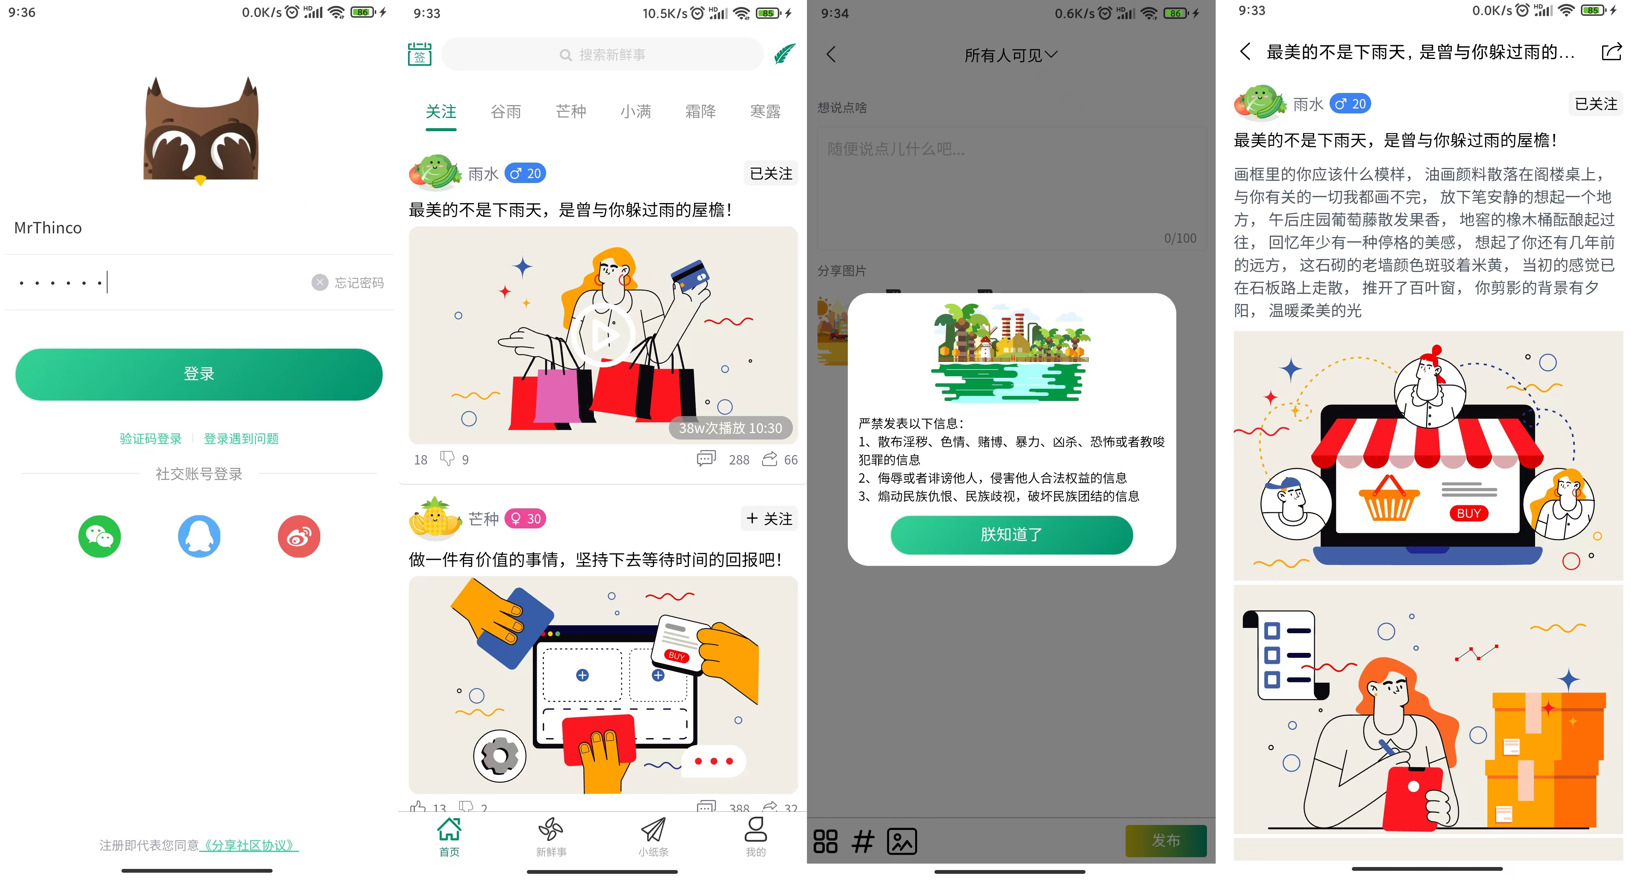 9:36
0.0K/s HD 86
MrThinco
忘记密码
登录
验证码登录 登录遇到问题
社交账号登录
注册即代表您同意《分享社区协议》
9:33
10.5K/s HD 85
签
搜索新鲜事
关注 谷雨 芒种 小满 霜降 寒露
雨水 ♂ 20 已关注
最美的不是下雨天，是曾与你躲过雨的屋檐！
38w次播放 10:30
18 9 288 66
芒种 ♀ 30 + 关注
做一件有价值的事情，坚持下去等待时间的回报吧！
BUY
13 2 388 32
首页 新鲜事 小纸条 我的
9:34
0.6K/s HD 86
所有人可见
想说点啥
随便说点儿什么吧...
0/100
分享图片
严禁发表以下信息：
1、散布淫秽、色情、赌博、暴力、凶杀、恐怖或者教唆
犯罪的信息
2、侮辱或者诽谤他人，侵害他人合法权益的信息
3、煽动民族仇恨、民族歧视，破坏民族团结的信息
朕知道了
# 发布
9:33
0.0K/s HD 85
最美的不是下雨天，是曾与你躲过雨的...
雨水 ♂ 20 已关注
最美的不是下雨天，是曾与你躲过雨的屋檐！
画框里的你应该什么模样， 油画颜料散落在阁楼桌上，
与你有关的一切我都画不完， 放下笔安静的想起一个地
方， 午后庄园葡萄藤散发果香， 地窖的橡木桶酝酿起过
往， 回忆年少有一种停格的美感， 想起了你还有几年前
的远方， 这石砌的老墙颜色斑驳着米黄， 当初的感觉已
在石板路上走散， 推开了百叶窗， 你剪影的背景有夕
阳， 温暖柔美的光
BUY